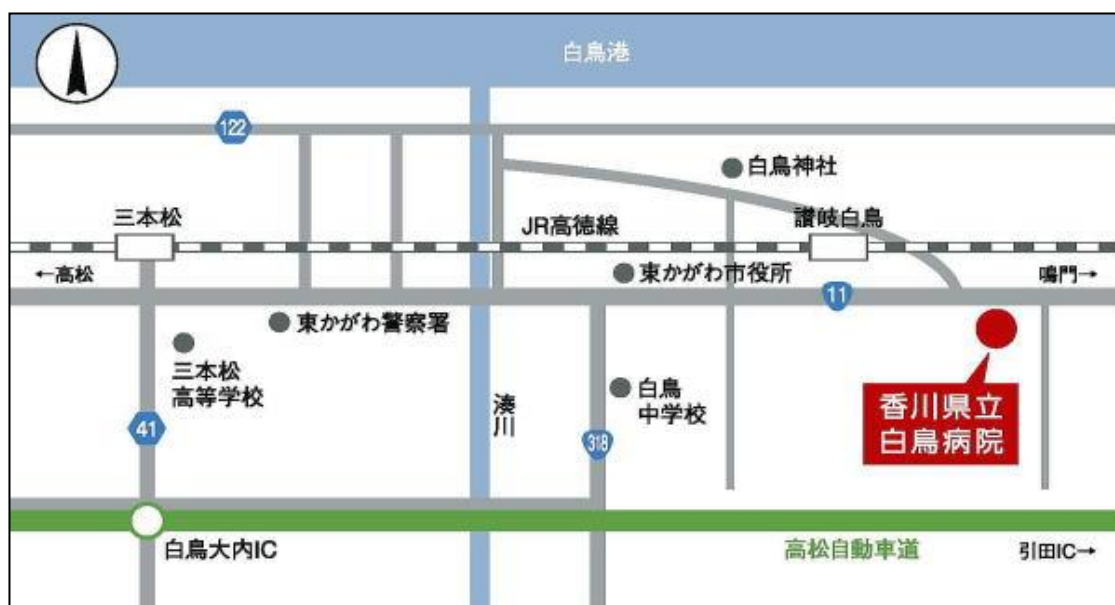 白鳥港
122
白鳥神社
三本松
JR高徳線
讃岐白鳥
←高松
東かがわ市役所
11
鳴門→
東かがわ警察署
三本松
高等学校
白鳥
中学校
香川県立
白鳥病院
湊川
41
318
白鳥大内IC
高松自動車道
引田IC→